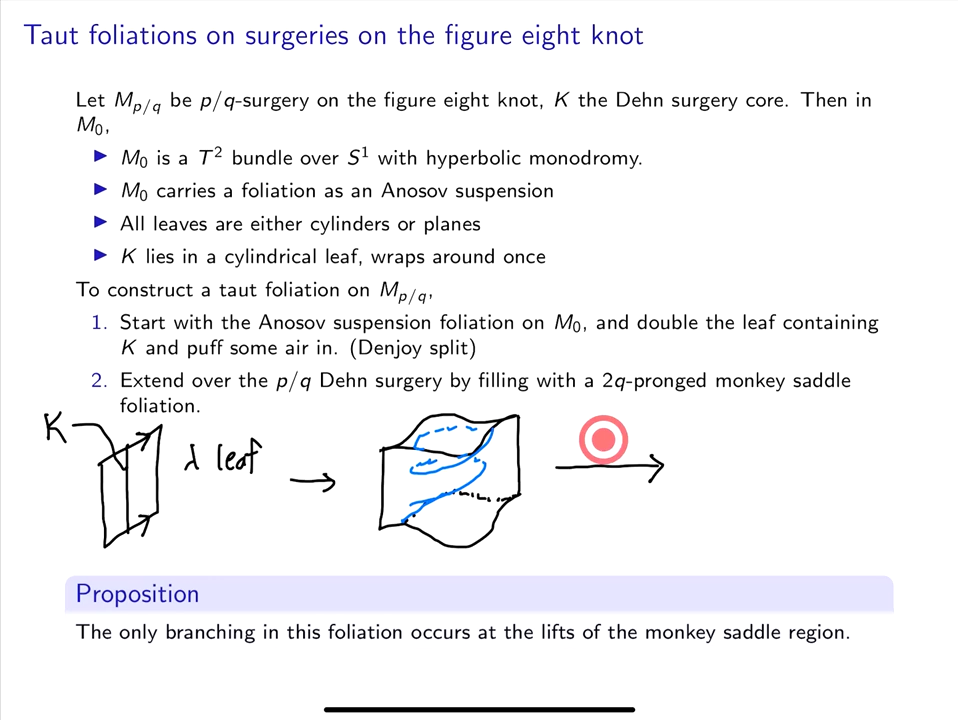 Taut foliations on surgeries on the figure eight knot
Let M_{p/q} be p/q-surgery on the figure eight knot, K the Dehn surgery core. Then in
M_0,
▶ M_0 is a T^2 bundle over S^1 with hyperbolic monodromy.
▶ M_0 carries a foliation as an Anosov suspension
▶ All leaves are either cylinders or planes
▶ K lies in a cylindrical leaf, wraps around once
To construct a taut foliation on M_{p/q},
1. Start with the Anosov suspension foliation on M_0, and double the leaf containing
K and puff some air in. (Denjoy split)
2. Extend over the p/q Dehn surgery by filling with a 2q-pronged monkey saddle
foliation.
K
λ leaf
Proposition
The only branching in this foliation occurs at the lifts of the monkey saddle region.